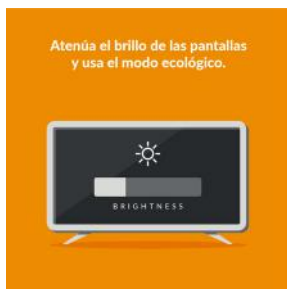 Atenúa el brillo de las pantallas
y usa el modo ecológico.
BRIGHTNESS